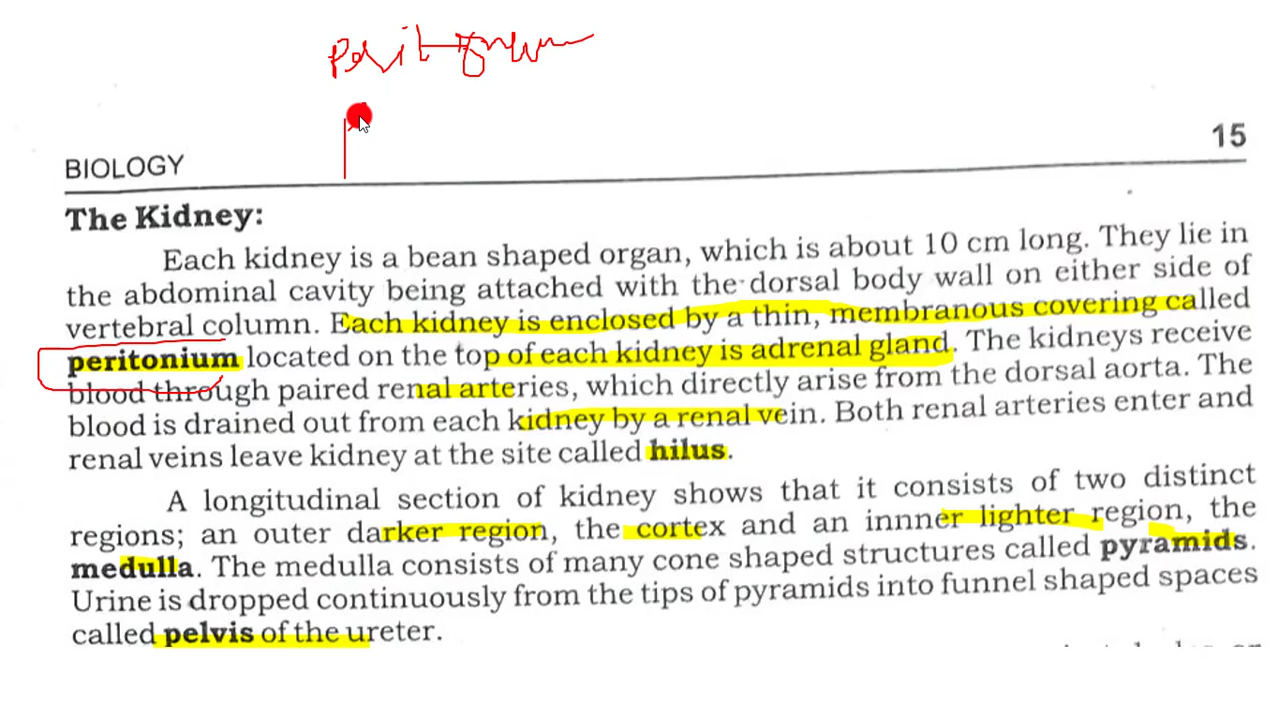 BIOLOGY
15
The Kidney:
Each kidney is a bean shaped organ, which is about 10 cm long. They lie in
the abdominal cavity being attached with the dorsal body wall on either side of
vertebral column. Each kidney is enclosed by a thin, membranous covering called
peritonium located on the top of each kidney is adrenal gland. The kidneys receive
blood through paired renal arteries, which directly arise from the dorsal aorta. The
blood is drained out from each kidney by a renal vein. Both renal arteries enter and
renal veins leave kidney at the site called hilus.
A longitudinal section of kidney shows that it consists of two distinct
regions; an outer darker region, the cortex and an innner lighter region, the
medulla. The medulla consists of many cone shaped structures called pyramids.
Urine is dropped continuously from the tips of pyramids into funnel shaped spaces
called pelvis of the ureter.